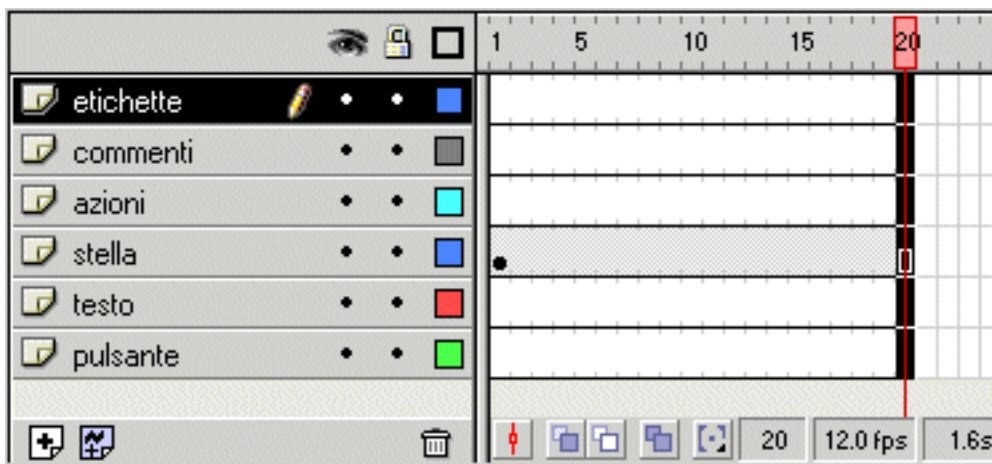 1 5 10 15 20
etichette
commenti
azioni
stella
testo
pulsante
20 12.0 fps 1.6s